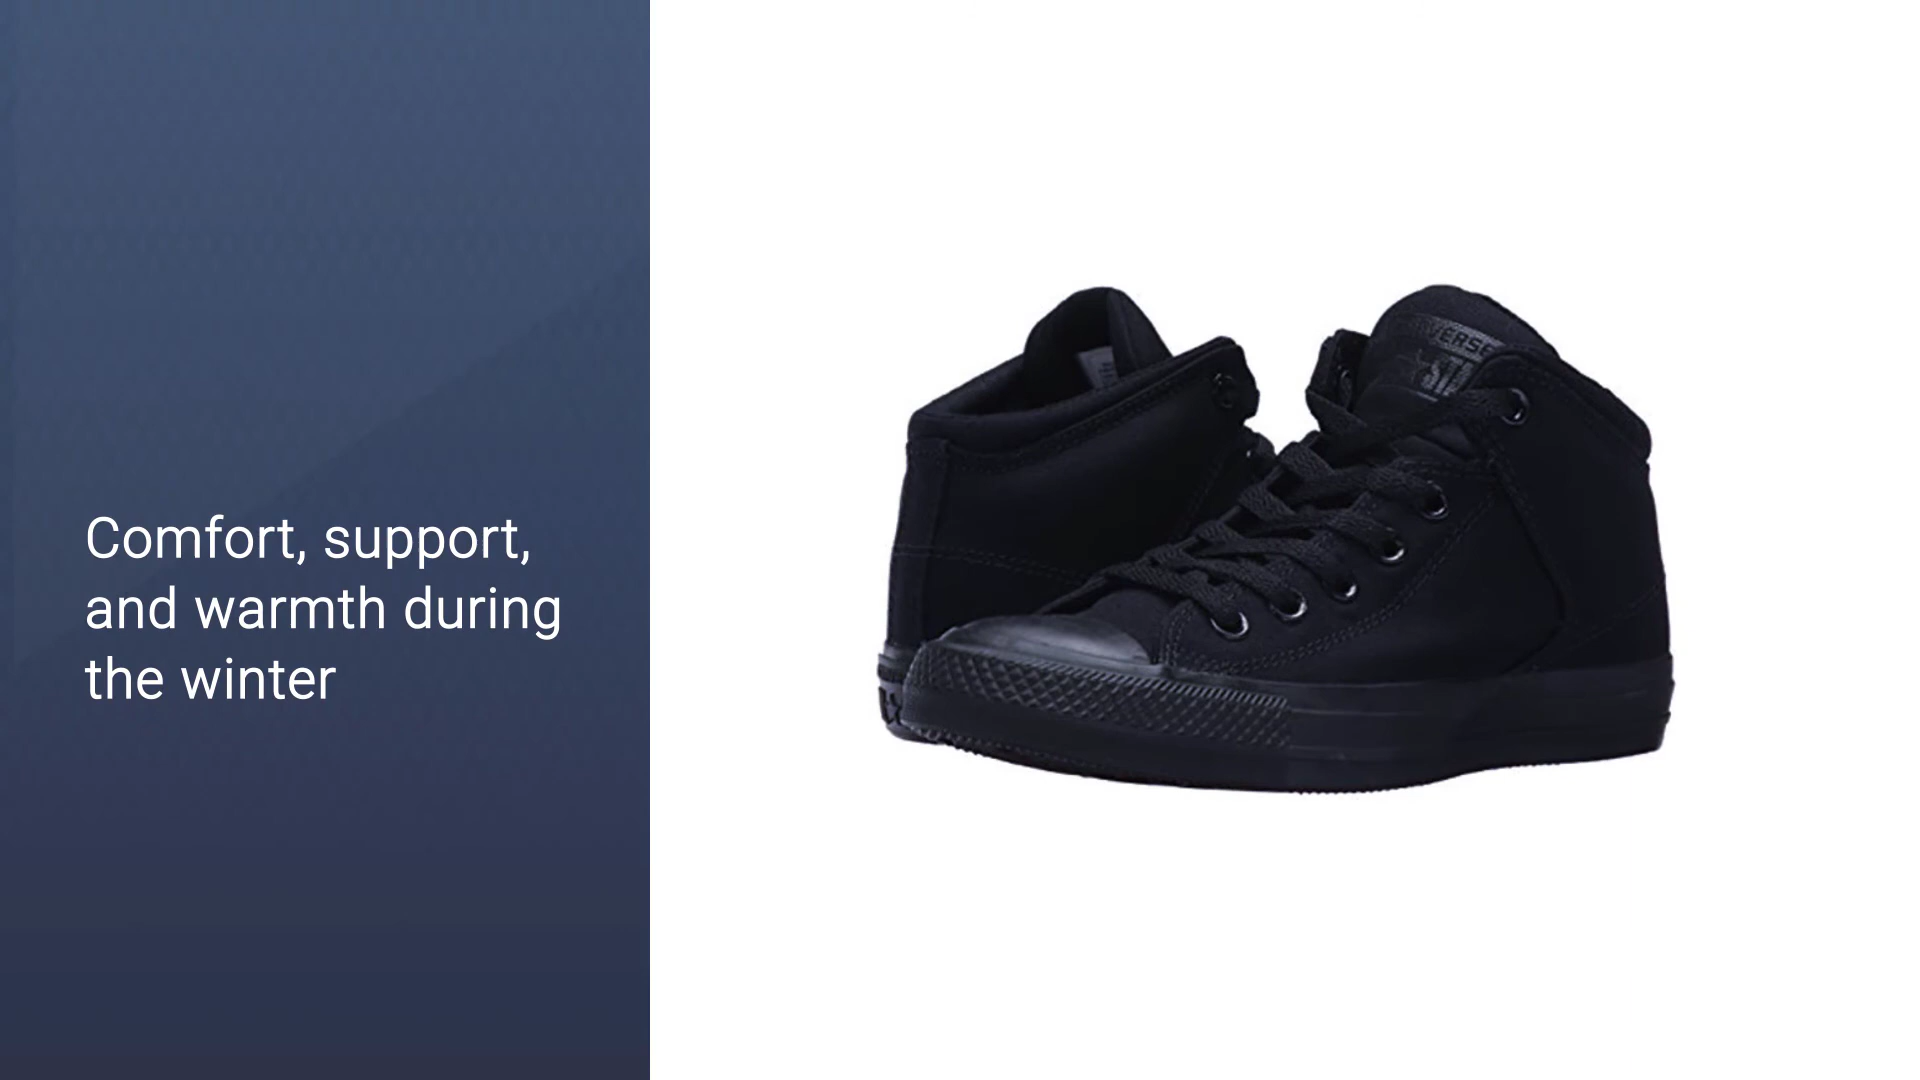 Comfort, support,
and warmth during
the winter